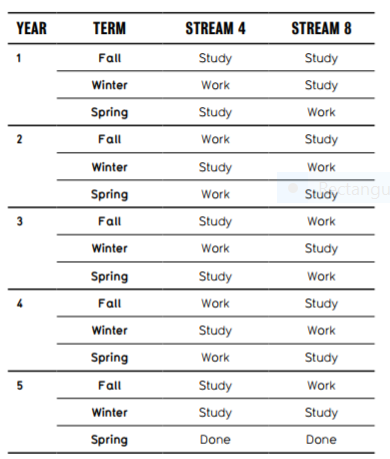 YEAR TERM STREAM 4 STREAM 8
1 Fall Study Study
Winter Work Study
Spring Study Work
2 Fall Work Study
Winter Study Work
Spring Work Study
Rectangu
3 Fall Study Work
Winter Work Study
Spring Study Work
4 Fall Work Study
Winter Study Work
Spring Work Study
5 Fall Study Work
Winter Study Study
Spring Done Done